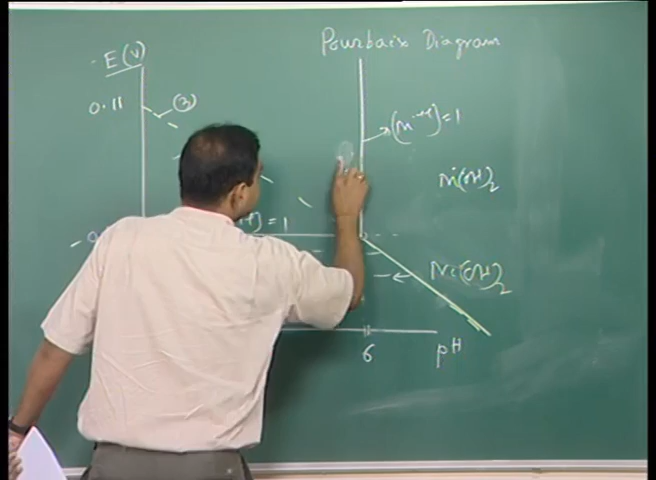 Pourbaix Diagram
E(V)
0.11
(3)
=1
Ni(OH)2
= 1
Ni(OH)2
6
pH